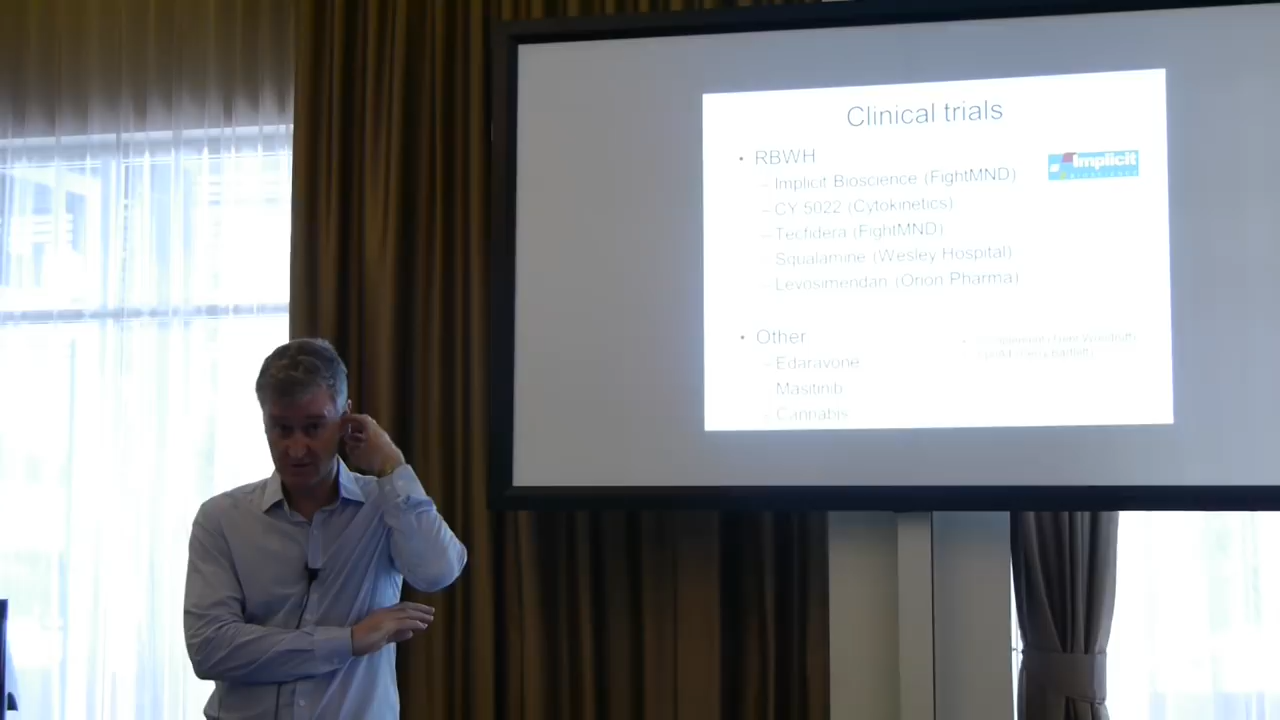 Clinical trials
• RBWH
– Implicit Bioscience (FightMND)
– CY 5022 (Cytokinetics)
– Tecfidera (FightMND)
– Squalamine (Wesley Hospital)
– Levosimendan (Orion Pharma)
Implicit
BIOSCIENCE
• Other
– Edaravone
Masitinib
– Cannabis